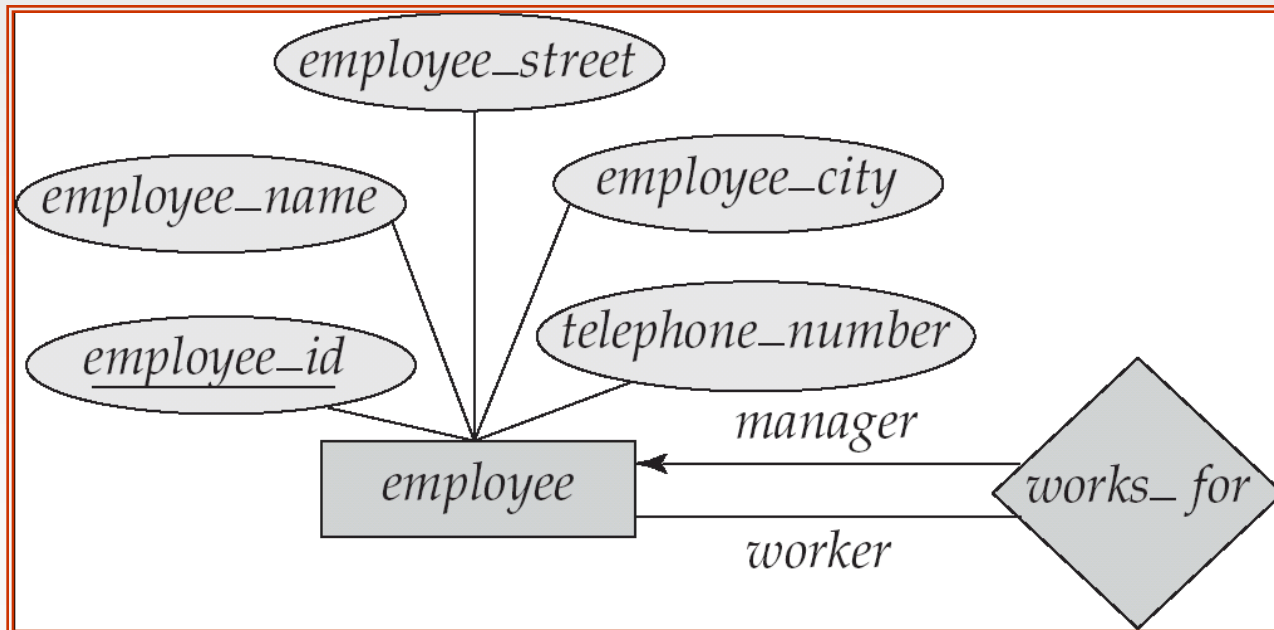 employee_street
employee_name
employee_city
employee_id
telephone_number
manager
employee
works_for
worker